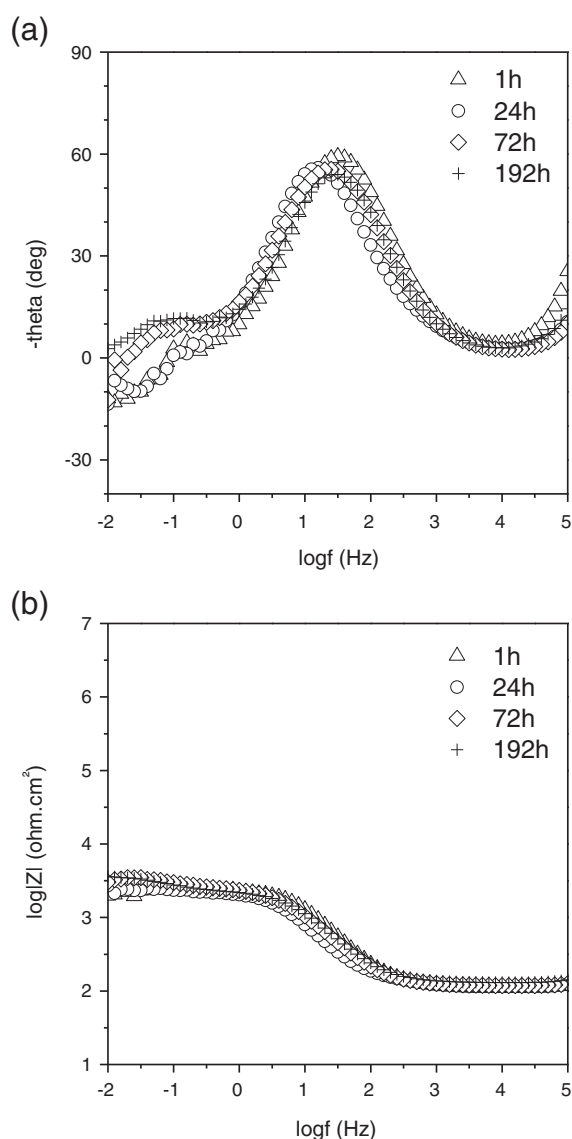 (a)
90
60
30
0
-30
-theta (deg)
1h
24h
72h
192h
-2 -1 0 1 2 3 4 5
logf (Hz)
(b)
7
6
5
4
3
2
1
log|Z| (ohm.cm²)
1h
24h
72h
192h
-2 -1 0 1 2 3 4 5
logf (Hz)